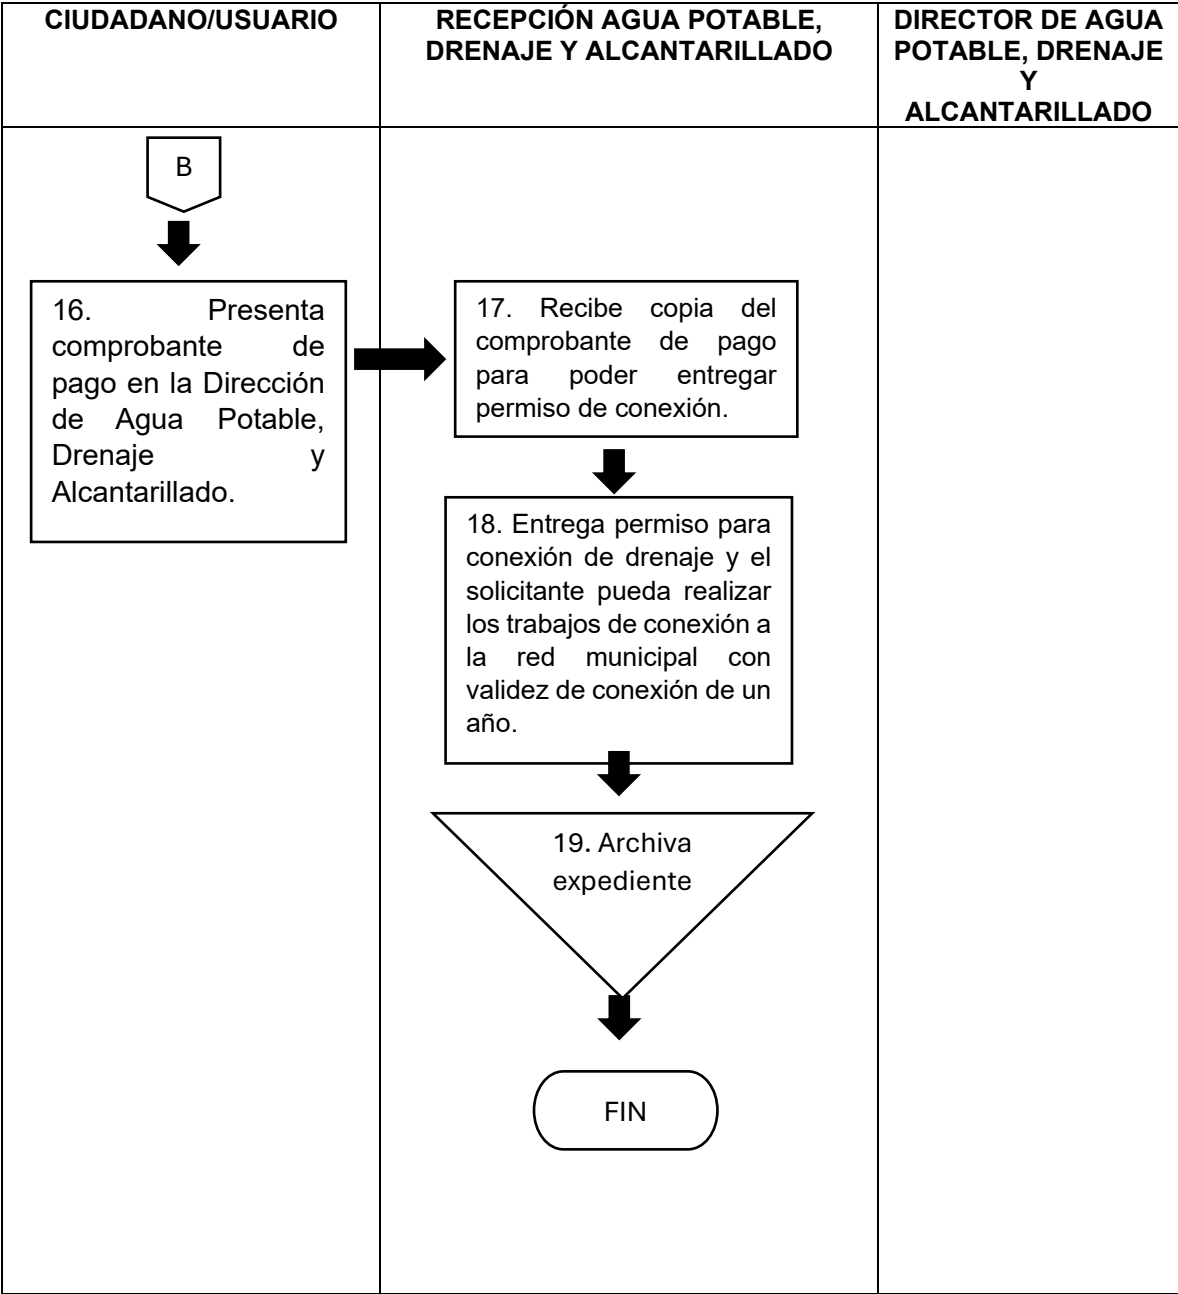 CIUDADANO/USUARIO
RECEPCIÓN AGUA POTABLE,
DRENAJE Y ALCANTARILLADO
DIRECTOR DE AGUA
POTABLE, DRENAJE
Y
ALCANTARILLADO
B
16. Presenta
comprobante de
pago en la Dirección
de Agua Potable,
Drenaje y
Alcantarillado.
17. Recibe copia del
comprobante de pago
para poder entregar
permiso de conexión.
18. Entrega permiso para
conexión de drenaje y el
solicitante pueda realizar
los trabajos de conexión a
la red municipal con
validez de conexión de un
año.
19. Archiva
expediente
FIN